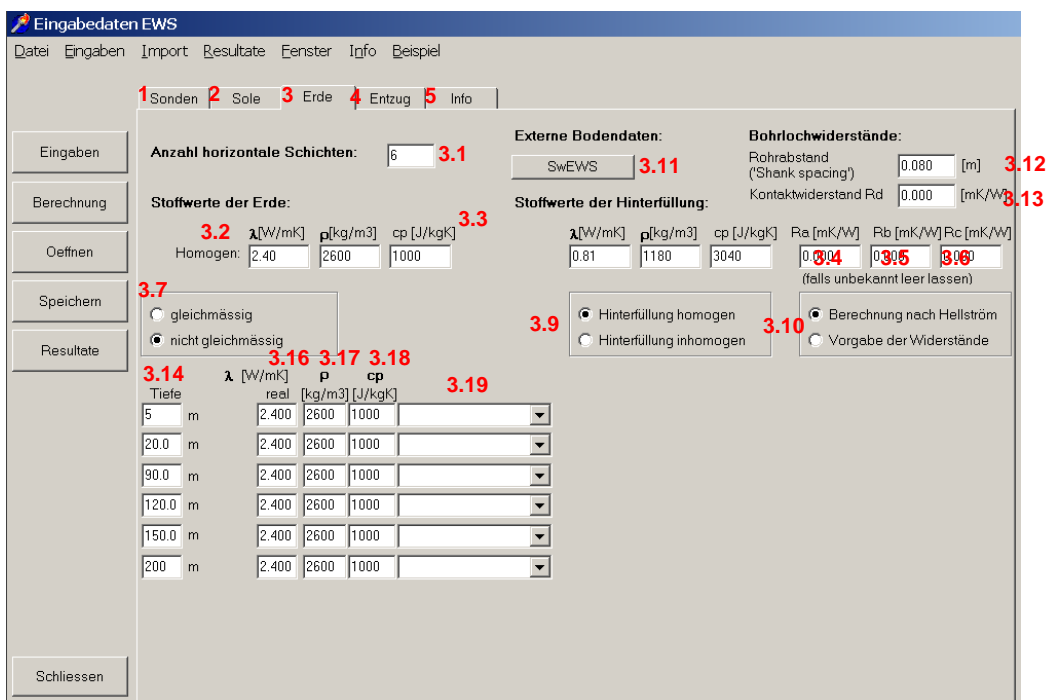 Eingabedaten EWS
Datei Eingaben Import Resultate Fenster Info Beispiel
1 Sonden 2 Sole 3 Erde 4 Entzug 5 Info
Eingaben
Berechnung
Oeffnen
Speichern
Resultate
Schliessen
Anzahl horizontale Schichten: 6 3.1
Externe Bodendaten:
SwEWS 3.11
Bohrlochwiderstände:
Rohrabstand
('Shank spacing') 0.080 [m] 3.12
Kontaktwiderstand Rd 0.000 [mK/W] 3.13
Stoffwerte der Erde: 3.3
3.2 λ[W/mK] ρ[kg/m3] cp [J/kgK]
Homogen: 2.40 2600 1000
Stoffwerte der Hinterfüllung:
λ[W/mK] ρ[kg/m3] cp [J/kgK] Ra [mK/W] Rb [mK/W] Rc [mK/W]
0.81 1180 3040 3.4 3.5 3.6
(falls unbekannt leer lassen)
3.7
gleichmässig
nicht gleichmässig
3.9
Hinterfüllung homogen
Hinterfüllung inhomogen
3.10
Berechnung nach Hellström
Vorgabe der Widerstände
3.14 3.16 3.17 3.18 3.19
λ [W/mK] ρ cp
Tiefe real [kg/m3] [J/kgK]
5 m 2.400 2600 1000
20.0 m 2.400 2600 1000
90.0 m 2.400 2600 1000
120.0 m 2.400 2600 1000
150.0 m 2.400 2600 1000
200 m 2.400 2600 1000